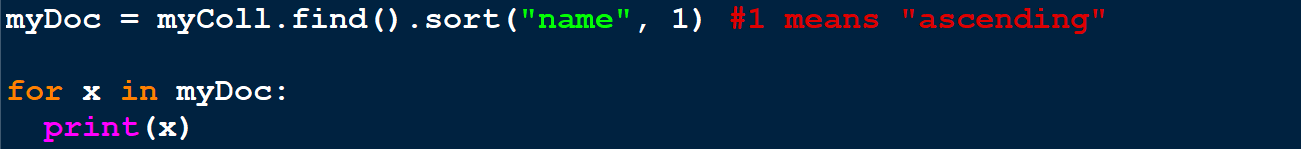 myDoc = myColl.find().sort("name", 1) #1 means "ascending"
for x in myDoc:
  print(x)